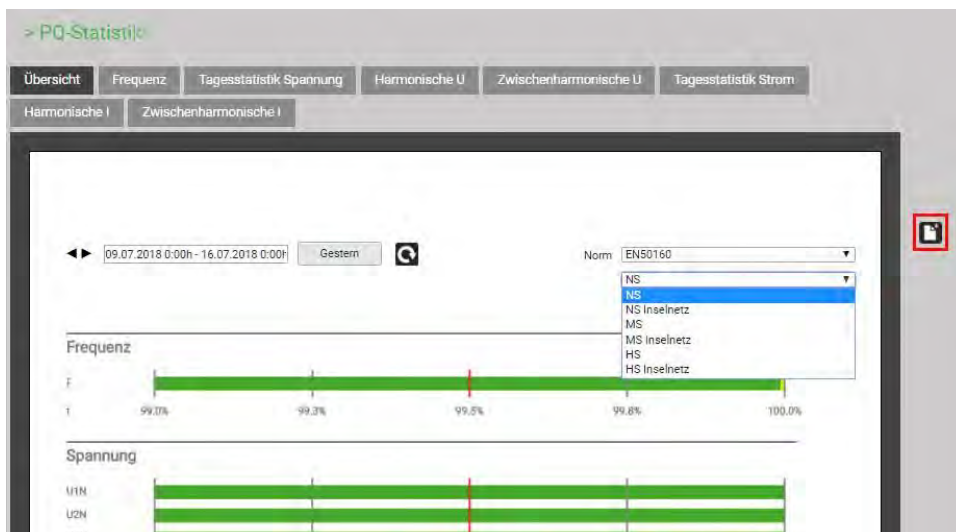 > PQ-Statistik
Übersicht Frequenz Tagesstatistik Spannung Harmonische U Zwischenharmonische U Tagesstatistik Strom
Harmonische I Zwischenharmonische I
09.07.2018 0:00h - 16.07.2018 0:00h Gestern Norm EN50160
NS
NS
NS Inselnetz
MS
MS Inselnetz
HS
HS Inselnetz
Frequenz
F
99.0% 99.3% 99.5% 99.8% 100.0%
Spannung
U1N
U2N